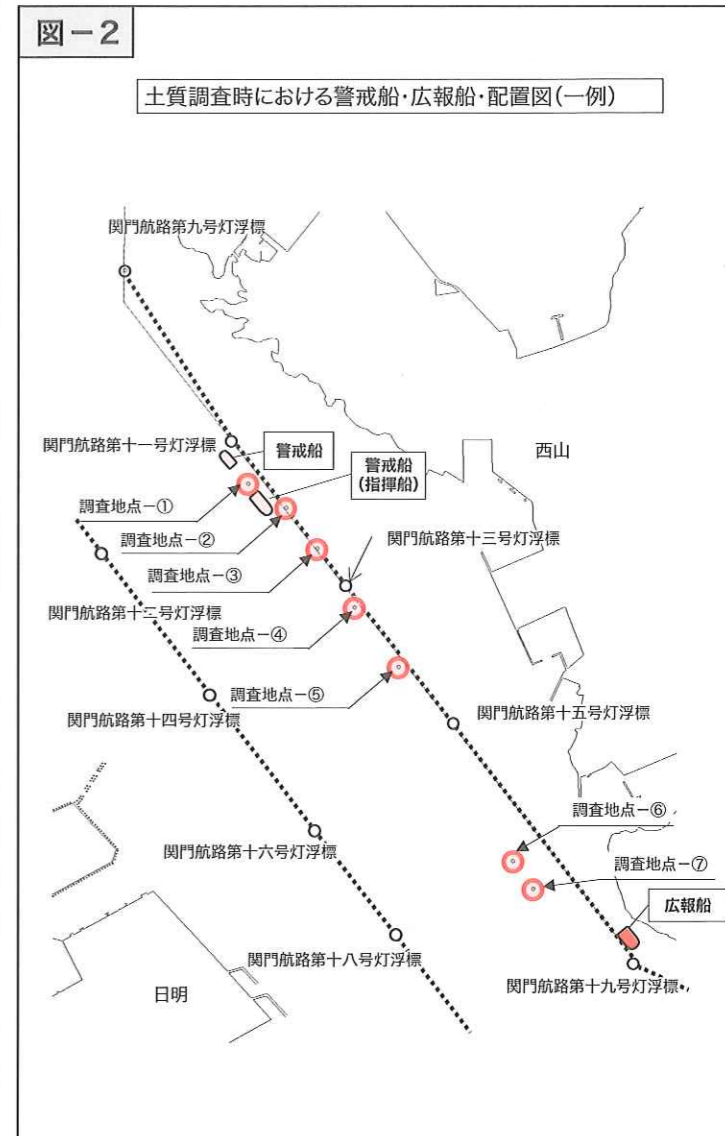 図-2
土質調査時における警戒船・広報船・配置図(一例)
関門航路第九号灯浮標
関門航路第十一号灯浮標
警戒船
警戒船
(指揮船)
西山
調査地点-①
調査地点-②
関門航路第十三号灯浮標
調査地点-③
関門航路第十二号灯浮標
調査地点-④
調査地点-⑤
関門航路第十四号灯浮標
関門航路第十五号灯浮標
調査地点-⑥
関門航路第十六号灯浮標
調査地点-⑦
広報船
関門航路第十八号灯浮標
関門航路第十九号灯浮標
日明